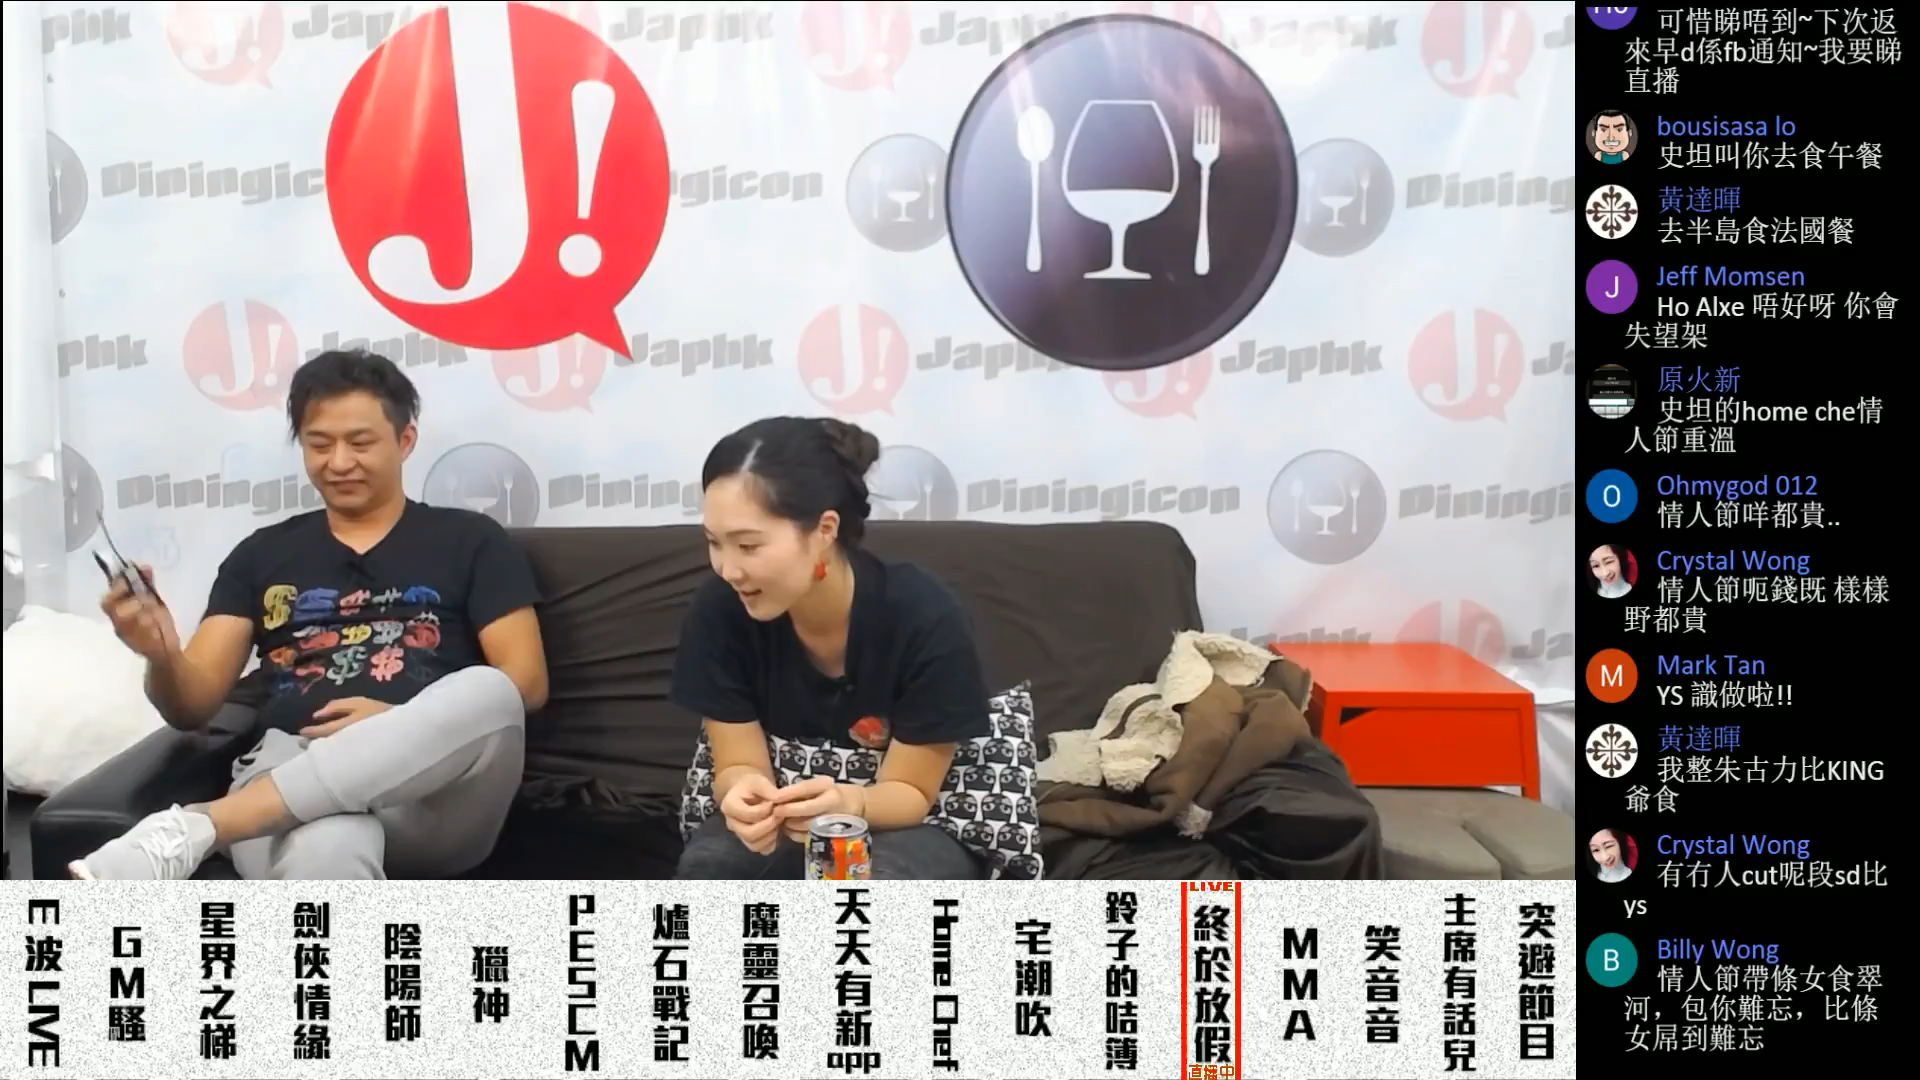 J!
Japhk
Diningicon
Japhk
Diningicon
可惜睇唔到~下次返
來早d係fb通知~我要睇
直播
bousisasa lo
史坦叫你去食午餐
黃達暉
去半島食法國餐
Jeff Momsen
Ho Alxe 唔好呀 你會
失望架
原火新
史坦的home che情
人節重溫
Ohmygod 012
情人節咩都貴..
Crystal Wong
情人節呃錢既 樣樣
野都貴
Mark Tan
YS 識做啦!!
黃達暉
我整朱古力比KING
爺食
Crystal Wong
有冇人cut呢段sd比
ys
Billy Wong
情人節帶條女食翠
河，包你難忘，比條
女屌到難忘
E波LIVE
GM騷
星界之梯
劍俠情緣
陰陽師
獵神
PESCM
爐石戰記
魔靈召喚
天天有新app
Home Chef
宅潮吹
鈴子的咭簿
LIVE
終於放假
直播中
MMA
笑音音
主席有話兒
突避節目